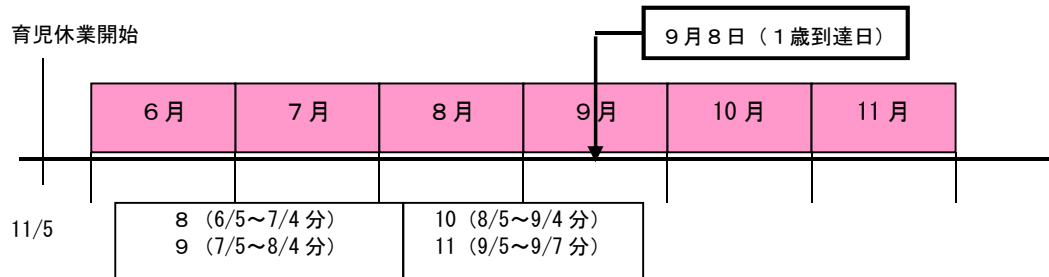 育児休業開始
９月８日（１歳到達日）
６月
７月
８月
９月
10月
11月
11/5
８（6/5～7/4分）
９（7/5～8/4分）
10（8/5～9/4分）
11（9/5～9/7分）